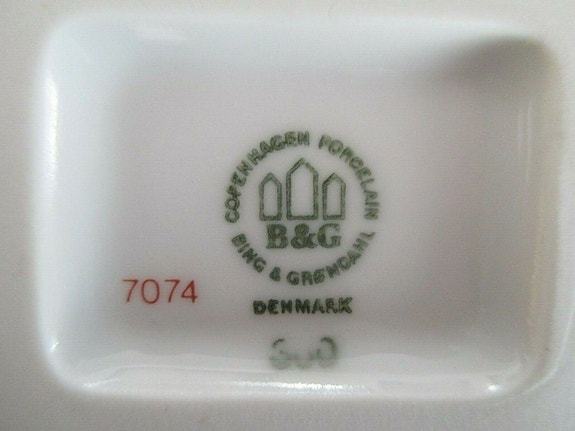 COPENHAGEN PORCELAIN
B&G
BING & GRØNDAHL
7074
DENMARK